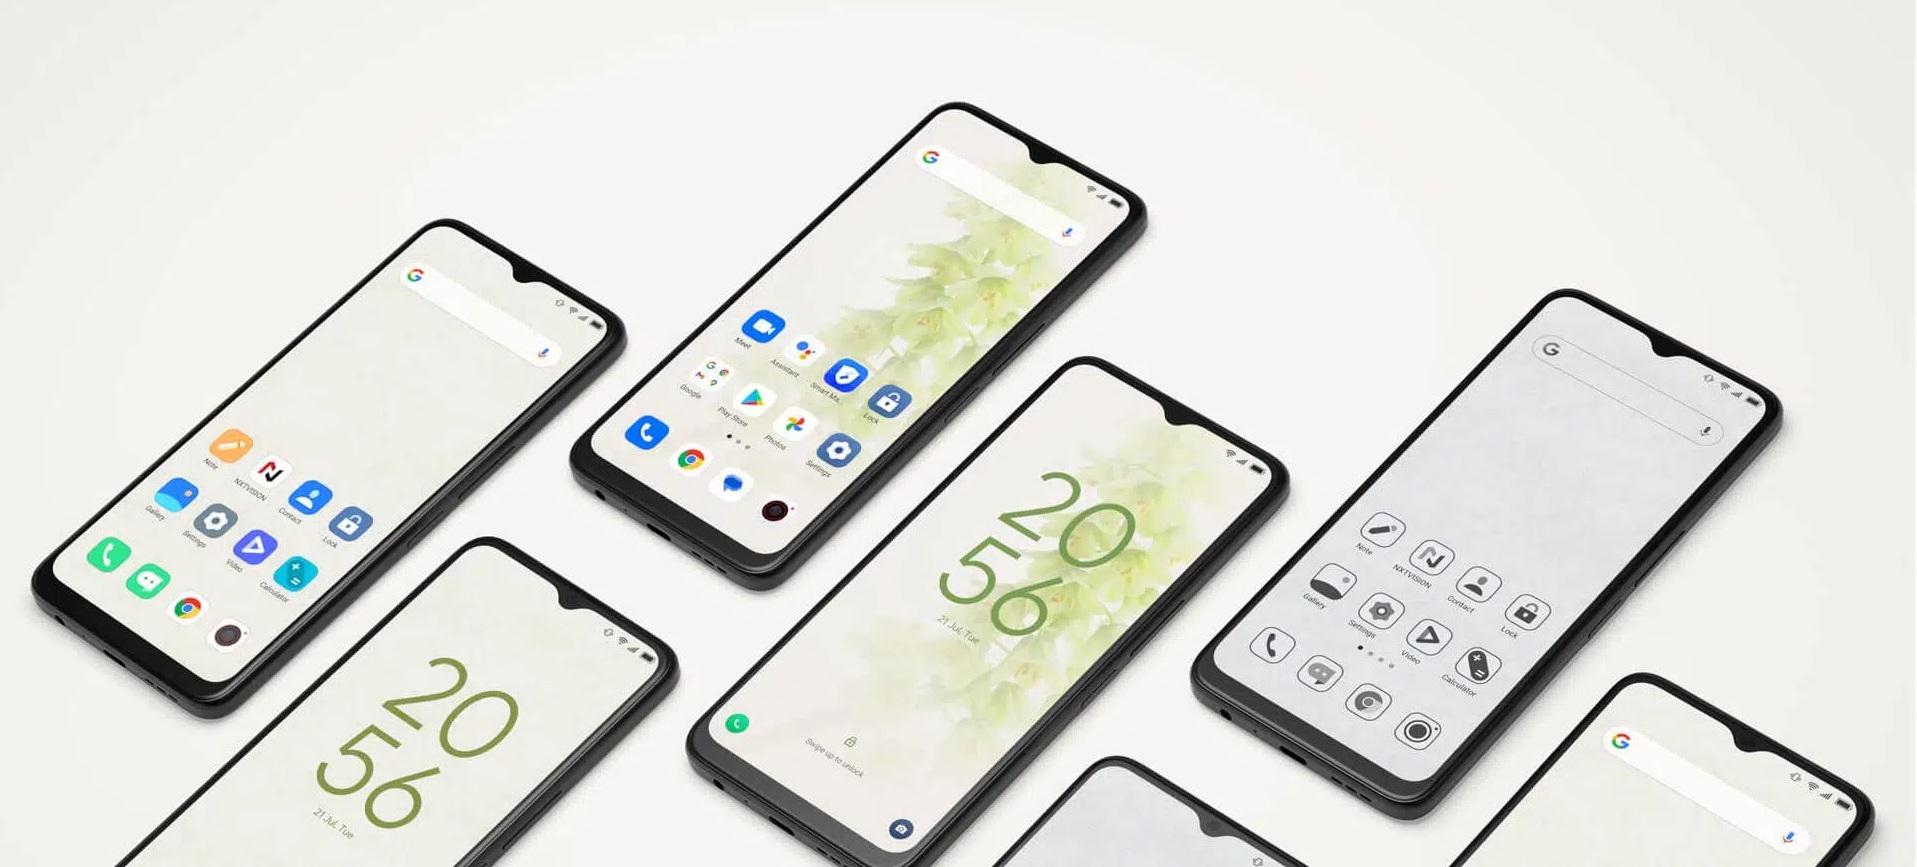 Note
NXTVISION
Contact
Lock
Gallery
Settings
Video
Calculator
Meet
Assistant
Smart Ma...
Lock
Google
Play Store
Photos
Settings
20
56
21 Jul, Tue
20
56
21 Jul, Tue
Swipe up to unlock
Note
NXTVISION
Contact
Lock
Gallery
Settings
Video
Calculator